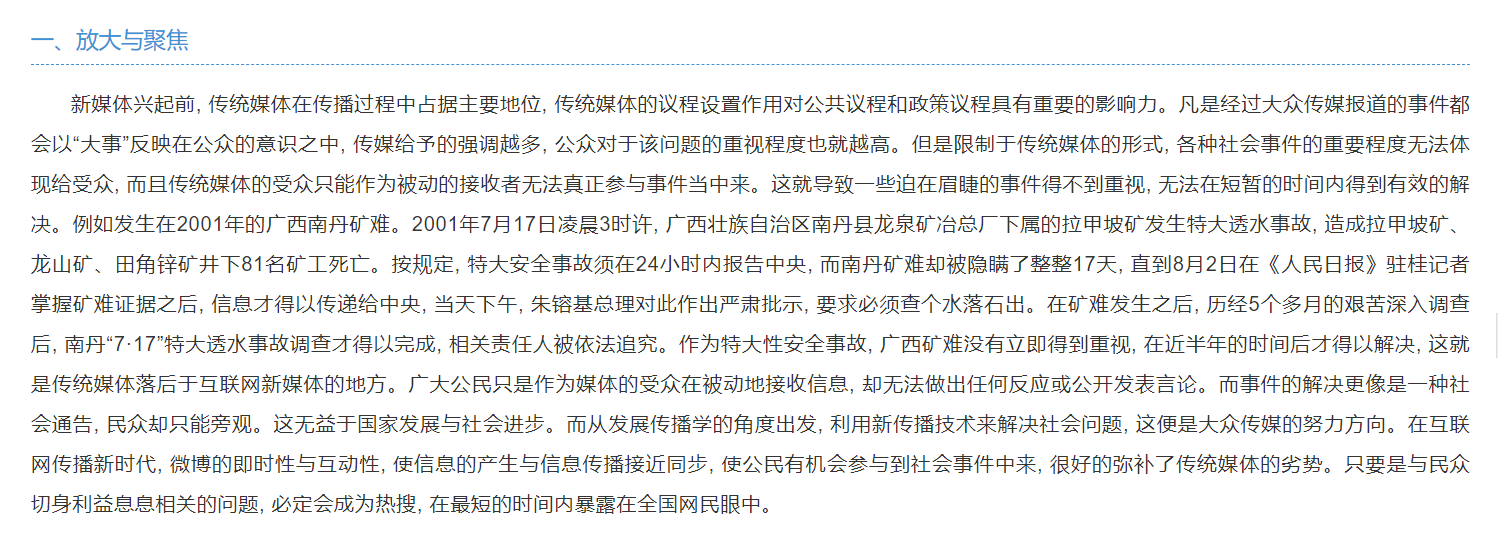 一、放大与聚焦
新媒体兴起前, 传统媒体在传播过程中占据主要地位, 传统媒体的议程设置作用对公共议程和政策议程具有重要的影响力。凡是经过大众传媒报道的事件都
会以“大事”反映在公众的意识之中, 传媒给予的强调越多, 公众对于该问题的重视程度也就越高。但是限制于传统媒体的形式, 各种社会事件的重要程度无法体
现给受众, 而且传统媒体的受众只能作为被动的接收者无法真正参与事件当中来。这就导致一些迫在眉睫的事件得不到重视, 无法在短暂的时间内得到有效的解
决。例如发生在2001年的广西南丹矿难。2001年7月17日凌晨3时许, 广西壮族自治区南丹县龙泉矿冶总厂下属的拉甲坡矿发生特大透水事故, 造成拉甲坡矿、
龙山矿、田角锌矿井下81名矿工死亡。按规定, 特大安全事故须在24小时内报告中央, 而南丹矿难却被隐瞒了整整17天, 直到8月2日在《人民日报》驻桂记者
掌握矿难证据之后, 信息才得以传递给中央, 当天下午, 朱镕基总理对此作出严肃批示, 要求必须查个水落石出。在矿难发生之后, 历经5个多月的艰苦深入调查
后, 南丹“7·17”特大透水事故调查才得以完成, 相关责任人被依法追究。作为特大性安全事故, 广西矿难没有立即得到重视, 在近半年的时间后才得以解决, 这就
是传统媒体落后于互联网新媒体的地方。广大公民只是作为媒体的受众在被动地接收信息, 却无法做出任何反应或公开发表言论。而事件的解决更像是一种社
会通告, 民众却只能旁观。这无益于国家发展与社会进步。而从发展传播学的角度出发, 利用新传播技术来解决社会问题, 这便是大众传媒的努力方向。在互联
网传播新时代, 微博的即时性与互动性, 使信息的产生与信息传播接近同步, 使公民有机会参与到社会事件中来, 很好的弥补了传统媒体的劣势。只要是与民众
切身利益息息相关的问题, 必定会成为热搜, 在最短的时间内暴露在全国网民眼中。